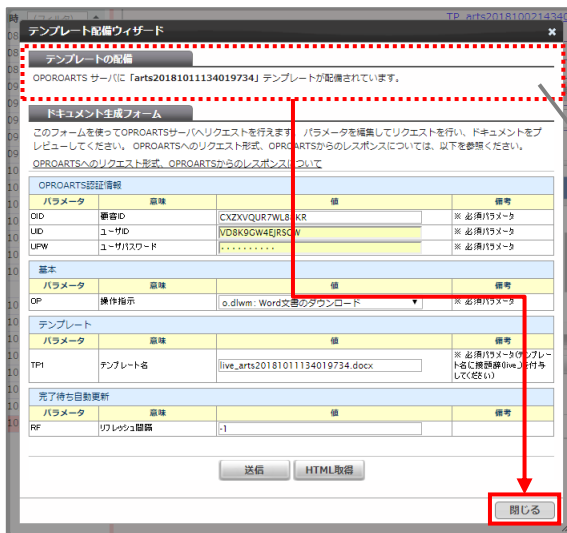 時
TP_arts2018100214340
テンプレート配備ウィザード
×
テンプレートの配備
OPOROARTS サーバに「arts20181011134019734」テンプレートが配備されています。
ドキュメント生成フォーム
このフォームを使ってOPROARTSサーバへリクエストを行えます。パラメータを編集してリクエストを行い、ドキュメントをプ
レビューしてください。 OPROARTSへのリクエスト形式、OPROARTSからのレスポンスについては、以下を参照ください。
OPROARTSへのリクエスト形式、OPROARTSからのレスポンスについて
OPROARTS認証情報
パラメータ 意味 値 備考
OID 顧客ID ※ 必須パラメータ
UID ユーザID ※ 必須パラメータ
UPW ユーザパスワード ・・・・・・・・・・ ※ 必須パラメータ
基本
パラメータ 意味 値 備考
OP 操作指示 o.dlwm: Word文書のダウンロード ▼ ※ 必須パラメータ
テンプレート
パラメータ 意味 値 備考
TP1 テンプレート名 live_arts20181011134019734.docx ※ 必須パラメータ(テンプレー
ト名に接頭辞(live_)を付与
してください)
完了待ち自動更新
パラメータ 意味 値 備考
RF リフレッシュ間隔 -1
送信 HTML取得
閉じる